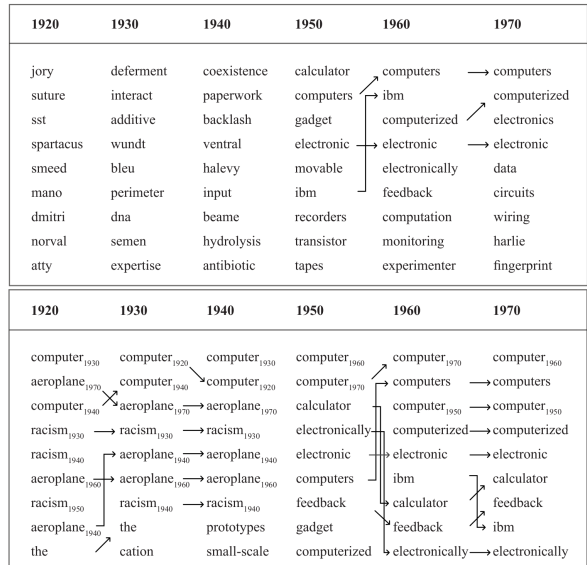 1920 1930 1940 1950 1960 1970
jory deferment coexistence calculator computers computers
suture interact paperwork computers ibm computerized
sst additive backlash gadget computerized electronics
spartacus wundt ventral electronic electronic electronic
smeed bleu halevy movable electronically data
mano perimeter input ibm feedback circuits
dmitri dna beame recorders computation wiring
norval semen hydrolysis transistor monitoring harlie
atty expertise antibiotic tapes experimenter fingerprint
1920 1930 1940 1950 1960 1970
computer1930 computer1920 computer1930 computer1960 computer1970 computer1960
aeroplane1970 computer1940 computer1920 computer1970 computers computers
computer1940 aeroplane1970 aeroplane1970 calculator computer1950 computer1950
racism1930 racism1930 racism1930 electronically computerized computerized
racism1940 aeroplane1940 aeroplane1940 electronic electronic electronic
aeroplane1960 aeroplane1960 aeroplane1960 computers ibm calculator
racism1950 racism1940 racism1940 feedback calculator feedback
aeroplane1940 the prototypes gadget feedback ibm
the cation small-scale computerized electronically electronically